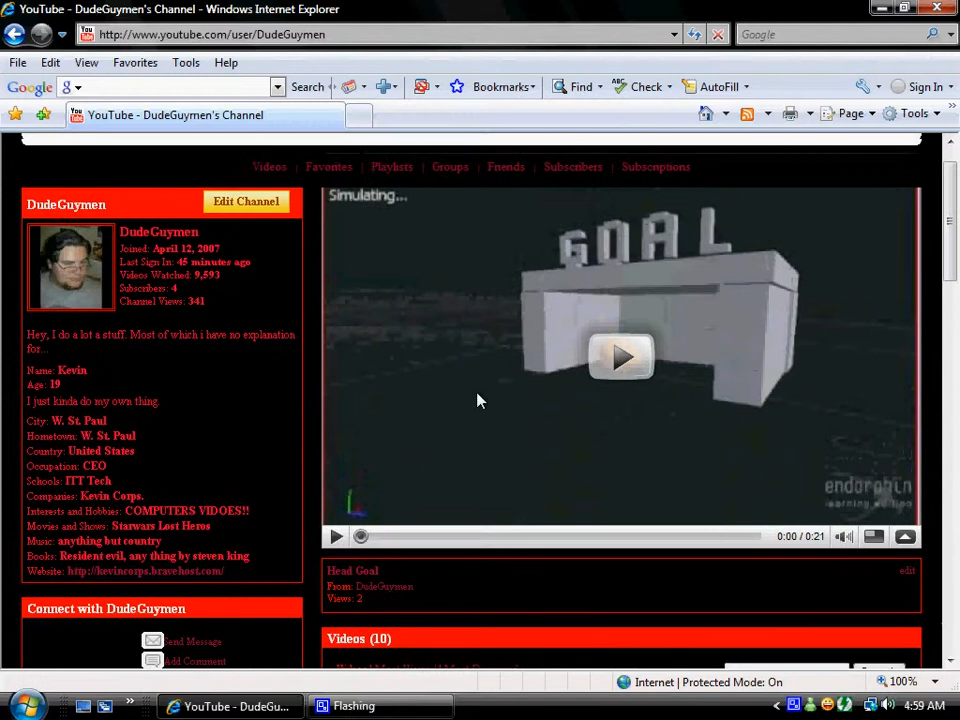 YouTube - DudeGuymen's Channel - Windows Internet Explorer
http://www.youtube.com/user/DudeGuymen
Google
File Edit View Favorites Tools Help
Google Search Bookmarks Find Check AutoFill Sign In
YouTube - DudeGuymen's Channel
Page Tools
Videos Favorites Playlists Groups Friends Subscribers Subscriptions
DudeGuymen
Edit Channel
DudeGuymen
Joined: April 12, 2007
Last Sign In: 45 minutes ago
Videos Watched: 9,593
Subscribers: 4
Channel Views: 341
Hey, I do a lot a stuff. Most of which i have no explanation
for...
Name: Kevin
Age: 19
I just kinda do my own thing.
City: W. St. Paul
Hometown: W. St. Paul
Country: United States
Occupation: CEO
Schools: ITT Tech
Companies: Kevin Corps.
Interests and Hobbies: COMPUTERS VIDOES!!
Movies and Shows: Starwars Lost Heros
Music: anything but country
Books: Resident evil, any thing by steven king
Website: http://kevincorps.bravehost.com/
Connect with DudeGuymen
Send Message
Add Comment
Simulating...
GOAL
endorphin
learning edition
0:00 / 0:21
Head Goal
edit
From: DudeGuymen
Views: 2
Videos (10)
Internet | Protected Mode: On
100%
YouTube - DudeGu...
Flashing
4:59 AM